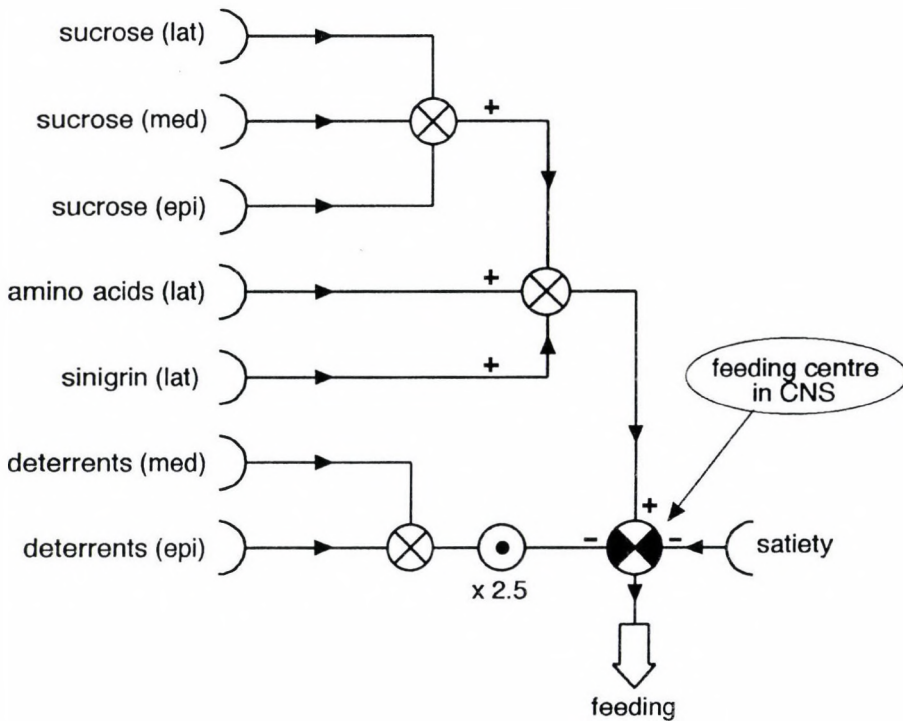 sucrose (lat)
sucrose (med)
+
sucrose (epi)
amino acids (lat)
+
sinigrin (lat)
+
feeding centre
in CNS
deterrents (med)
deterrents (epi)
x 2.5
-
+
-
satiety
feeding